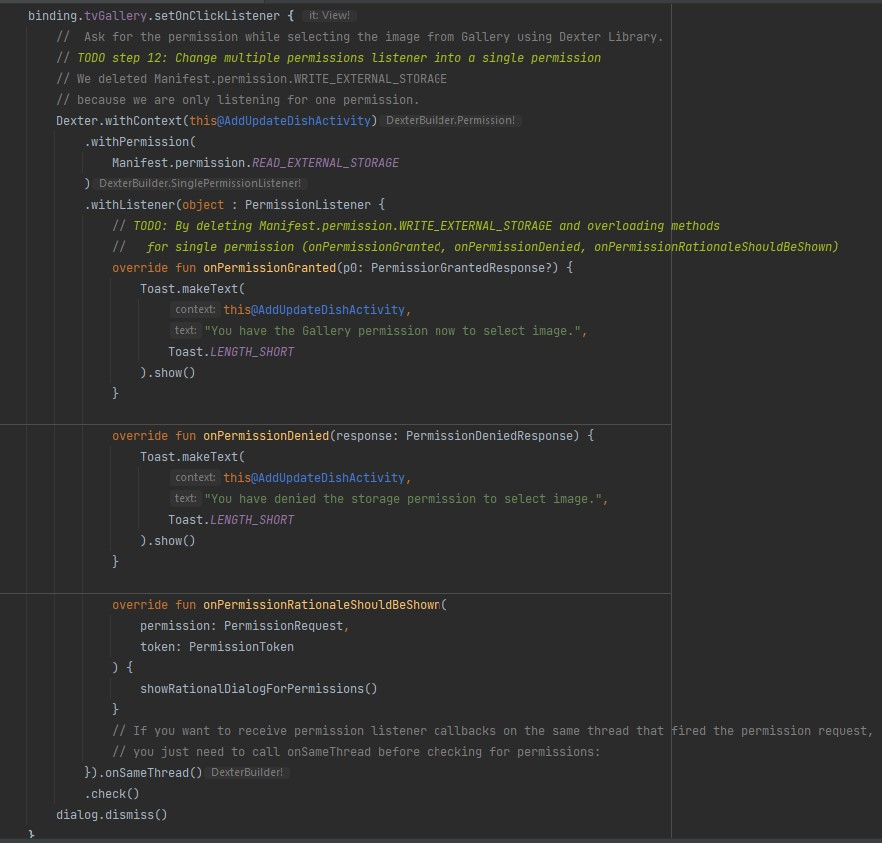 binding.tvGallery.setOnClickListener { it: View!
//  Ask for the permission while selecting the image from Gallery using Dexter Library.
// TODO step 12: Change multiple permissions listener into a single permission
// We deleted Manifest.permission.WRITE_EXTERNAL_STORAGE
// because we are only listening for one permission.
Dexter.withContext(this@AddUpdateDishActivity) DexterBuilder.Permission!
.withPermission(
Manifest.permission.READ_EXTERNAL_STORAGE
) DexterBuilder.SinglePermissionListener!
.withListener(object : PermissionListener {
// TODO: By deleting Manifest.permission.WRITE_EXTERNAL_STORAGE and overloading methods
//   for single permission (onPermissionGranted, onPermissionDenied, onPermissionRationaleShouldBeShown)
override fun onPermissionGranted(p0: PermissionGrantedResponse?) {
Toast.makeText(
context: this@AddUpdateDishActivity,
text: "You have the Gallery permission now to select image.",
Toast.LENGTH_SHORT
).show()
}
override fun onPermissionDenied(response: PermissionDeniedResponse) {
Toast.makeText(
context: this@AddUpdateDishActivity,
text: "You have denied the storage permission to select image.",
Toast.LENGTH_SHORT
).show()
}
override fun onPermissionRationaleShouldBeShown(
permission: PermissionRequest,
token: PermissionToken
) {
showRationalDialogForPermissions()
}
// If you want to receive permission listener callbacks on the same thread that fired the permission request,
// you just need to call onSameThread before checking for permissions:
}).onSameThread() DexterBuilder!
.check()
dialog.dismiss()
}